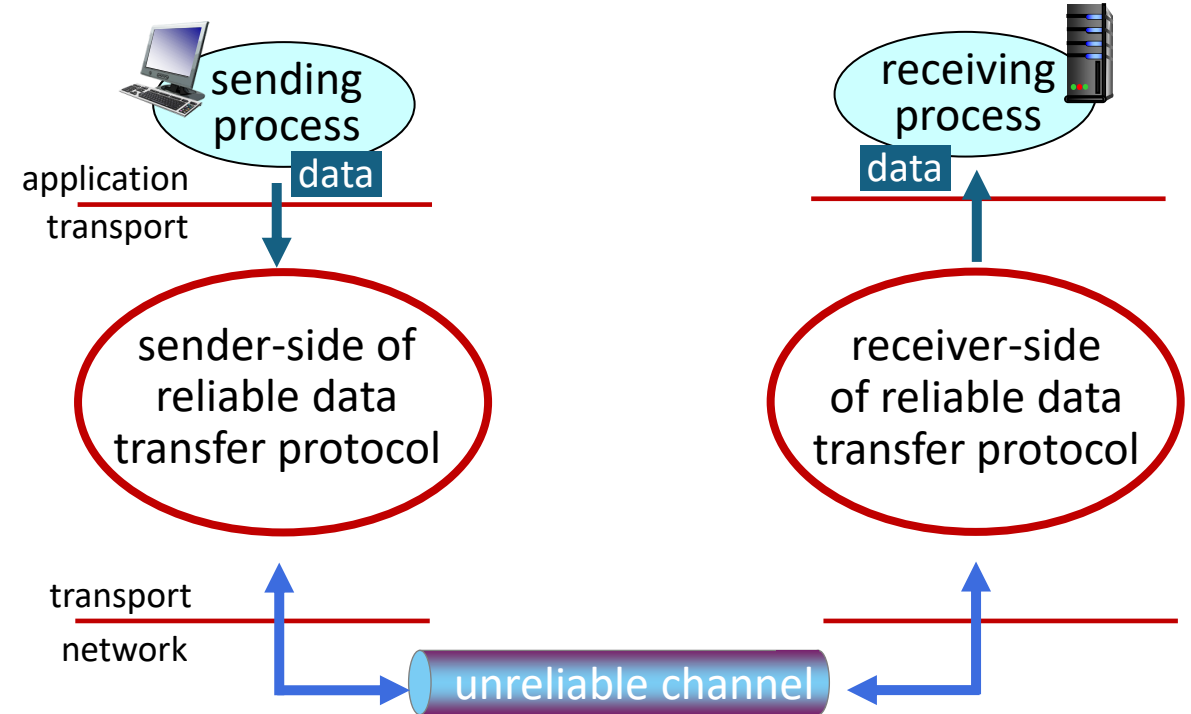 sending
process
data
application
transport
receiving
process
data
sender-side of
reliable data
transfer protocol
receiver-side
of reliable data
transfer protocol
transport
network
unreliable channel